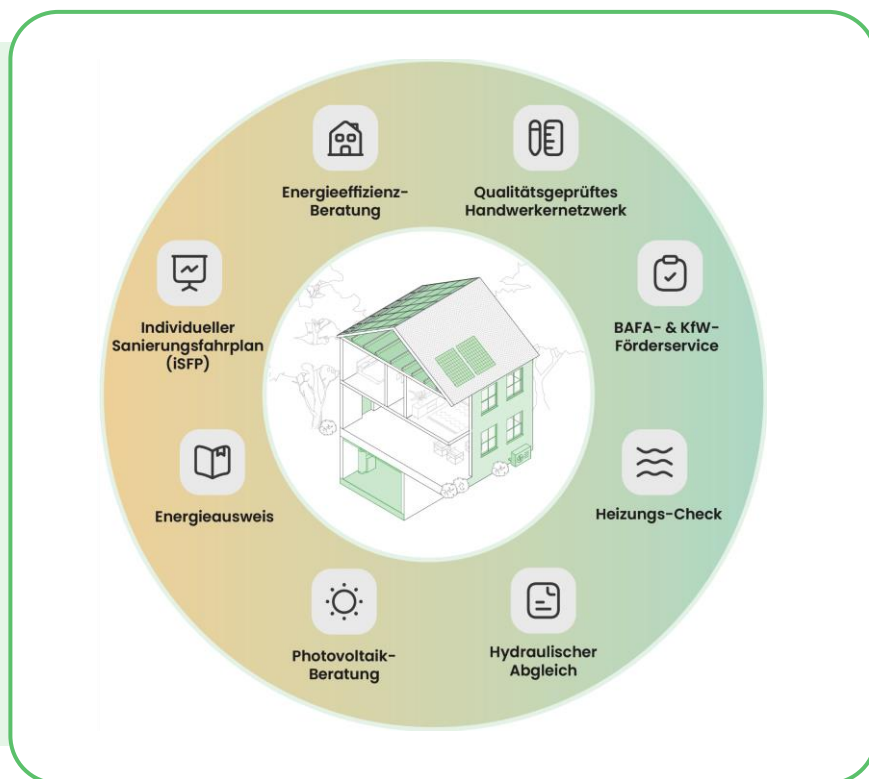 Energieeffizienz-
Beratung
Qualitätsgeprüftes
Handwerkernetzwerk
Individueller
Sanierungsfahrplan
(iSFP)
BAFA- & KfW-
Förderservice
Energieausweis
Heizungs-Check
Photovoltaik-
Beratung
Hydraulischer
Abgleich